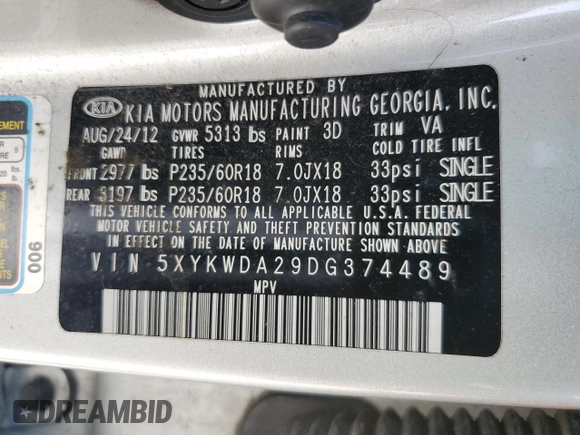 MANUFACTURED BY
KIA KIA MOTORS MANUFACTURING GEORGIA, INC.
AUG/24/12 GVWR 5313 lbs PAINT 3D TRIM VA
GAWR TIRES RIMS COLD TIRE INFL
FRONT 2977 lbs P235/60R18 7.0JX18 33psi SINGLE
REAR 3197 lbs P235/60R18 7.0JX18 33psi SINGLE
THIS VEHICLE CONFORMS TO ALL APPLICABLE U.S.A. FEDERAL
MOTOR VEHICLE SAFETY AND THEFT PREVENTION STANDARDS
IN EFFECT ON THE DATE OF MANUFACTURE SHOWN ABOVE
VIN 5XYKWDA29DG374489
MPV
006
DREAMBID